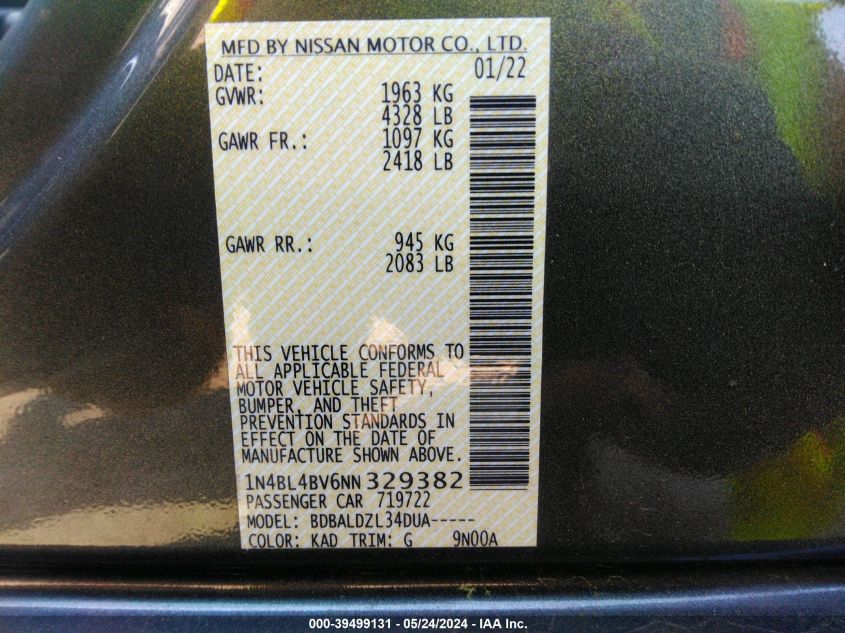 MFD BY NISSAN MOTOR CO., LTD.
DATE: 01/22
GVWR: 1963 KG
4328 LB
GAWR FR.: 1097 KG
2418 LB
GAWR RR.: 945 KG
2083 LB
THIS VEHICLE CONFORMS TO
ALL APPLICABLE FEDERAL
MOTOR VEHICLE SAFETY,
BUMPER, AND THEFT
PREVENTION STANDARDS IN
EFFECT ON THE DATE OF
MANUFACTURE SHOWN ABOVE.
1N4BL4BV6NN329382
PASSENGER CAR 719722
MODEL: BDBALDZL34DUA-----
COLOR: KAD TRIM: G 9N00A
000-39499131 - 05/24/2024 - IAA Inc.